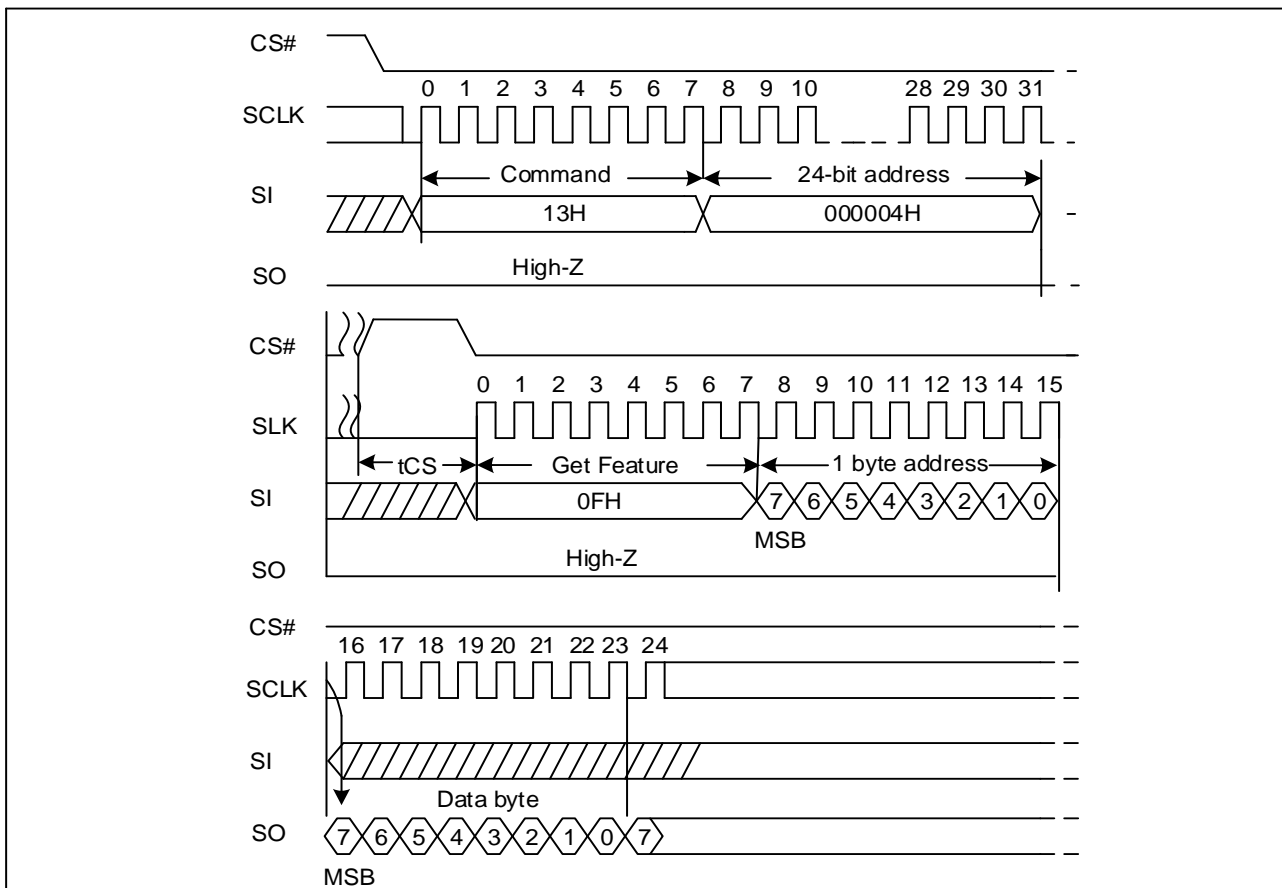 CS#
0 1 2 3 4 5 6 7 8 9 10 28 29 30 31
SCLK
Command 24-bit address
SI
13H 000004H
High-Z
SO
CS#
0 1 2 3 4 5 6 7 8 9 10 11 12 13 14 15
SLK
tCS Get Feature 1 byte address
SI
0FH 7 6 5 4 3 2 1 0
MSB
High-Z
SO
CS#
16 17 18 19 20 21 22 23 24
SCLK
SI
Data byte
SO 7 6 5 4 3 2 1 0 7
MSB